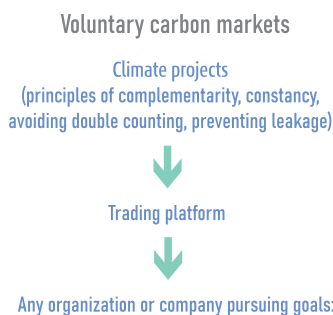 Voluntary carbon markets
Climate projects
(principles of complementarity, constancy,
avoiding double counting, preventing leakage)
Trading platform
Any organization or company pursuing goals: